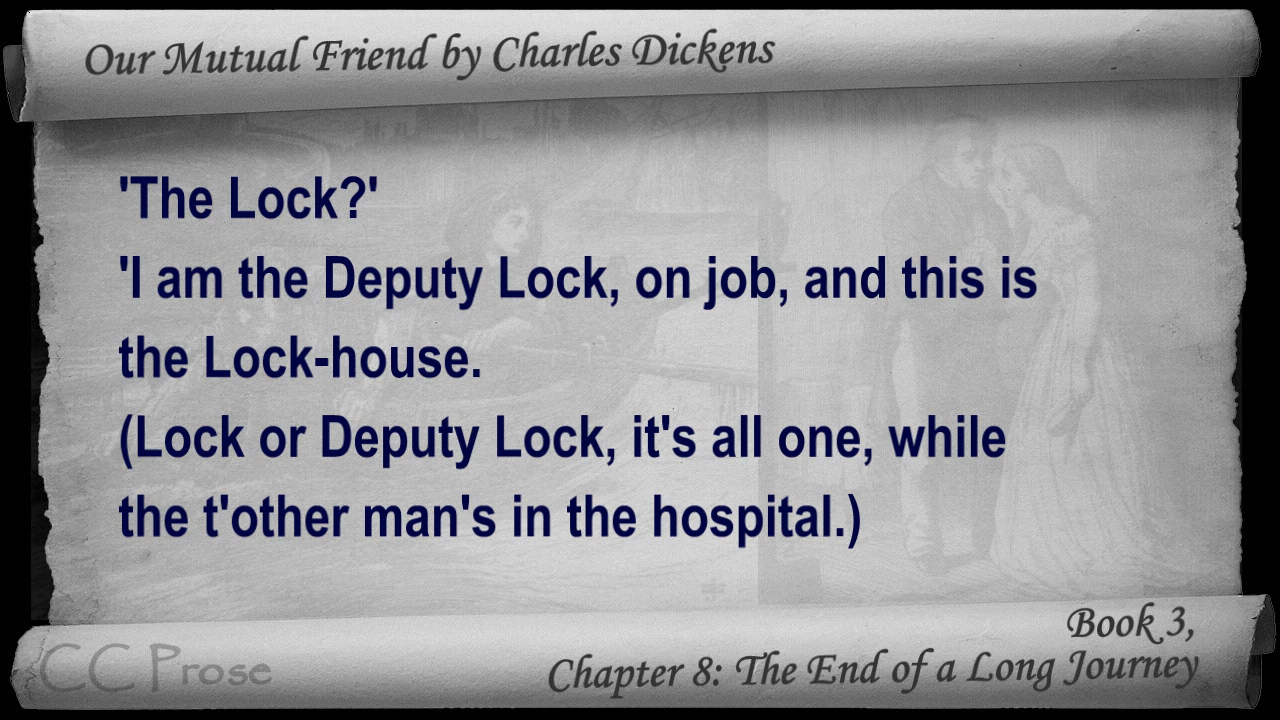 Our Mutual Friend by Charles Dickens
'The Lock?'
'I am the Deputy Lock, on job, and this is
the Lock-house.
(Lock or Deputy Lock, it's all one, while
the t'other man's in the hospital.)
Book 3,
Chapter 8: The End of a Long Journey
CC Prose